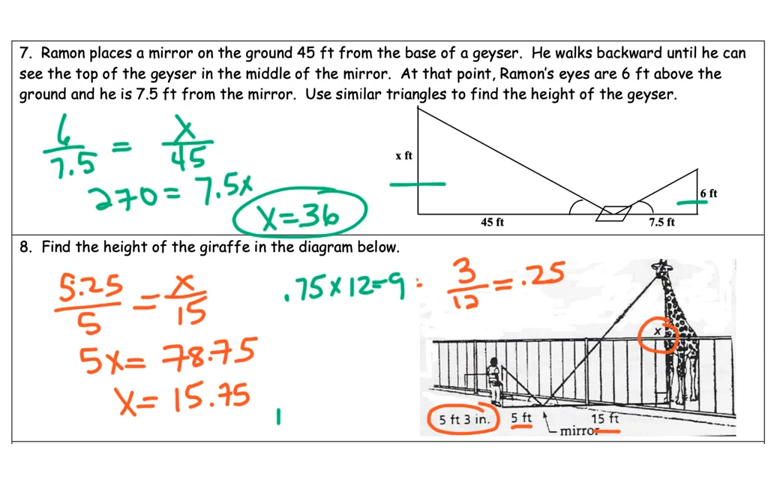 7. Ramon places a mirror on the ground 45 ft from the base of a geyser. He walks backward until he can
see the top of the geyser in the middle of the mirror. At that point, Ramon's eyes are 6 ft above the
ground and he is 7.5 ft from the mirror. Use similar triangles to find the height of the geyser.
6/7.5 = x/45
270 = 7.5x
x=36
x ft
6 ft
45 ft
7.5 ft
8. Find the height of the giraffe in the diagram below.
5.25/5 = x/15
5x= 78.75
x= 15.75
.75 x 12=9
3/12 = .25
x
5 ft 3 in.
5 ft
15 ft
mirror